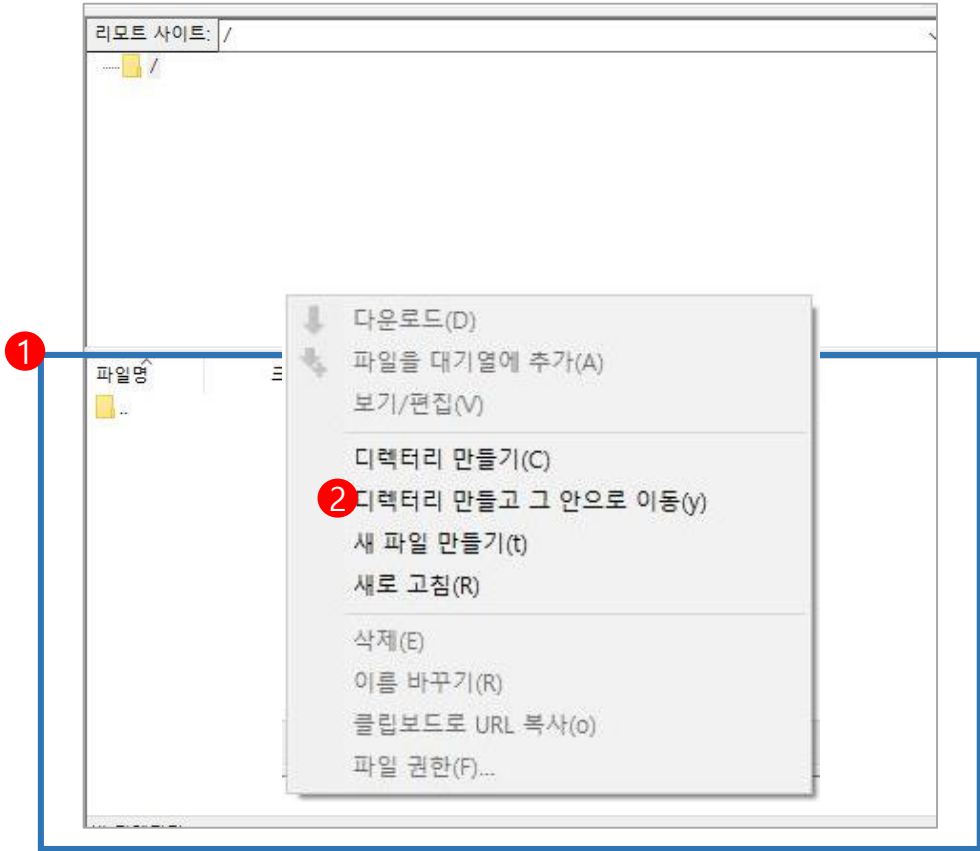 리모트 사이트: /
/
다운로드(D)
파일을 대기열에 추가(A)
1
파일명
..
보기/편집(V)
디렉터리 만들기(C)
2 디렉터리 만들고 그 안으로 이동(y)
새 파일 만들기(t)
새로 고침(R)
삭제(E)
이름 바꾸기(R)
클립보드로 URL 복사(o)
파일 권한(F)...